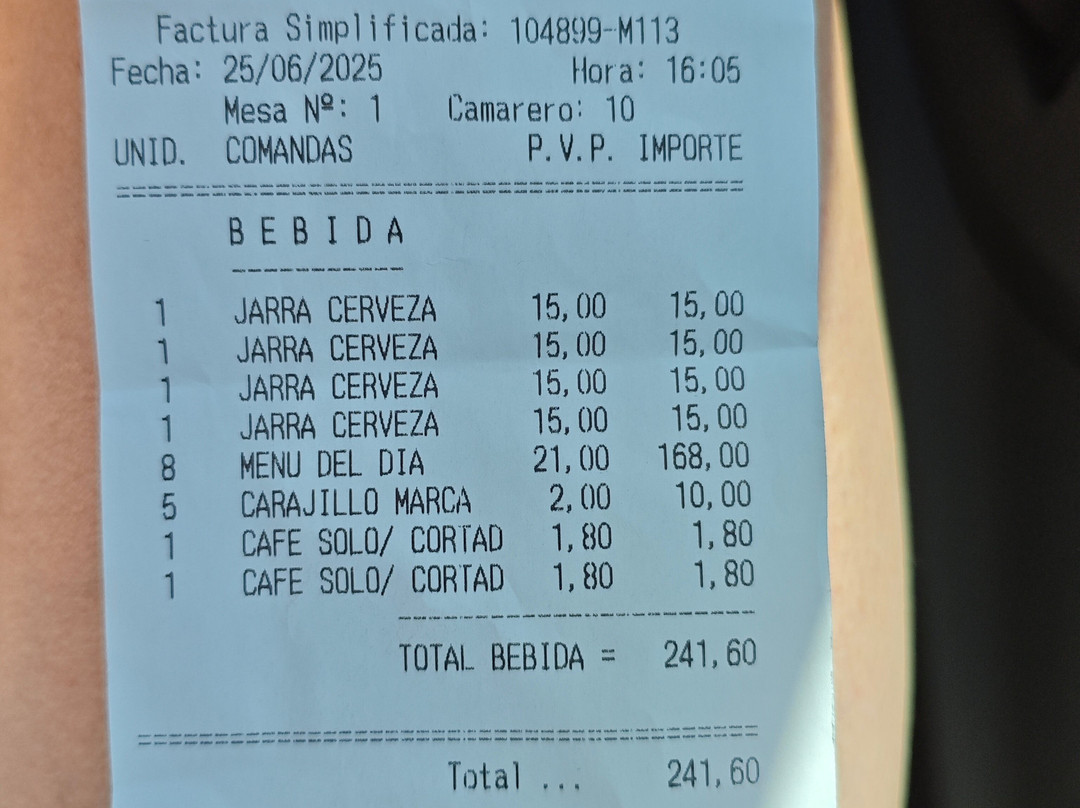 Factura Simplificada: 104899-M113
Fecha: 25/06/2025 Hora: 16:05
Mesa Nº: 1 Camarero: 10
UNID. COMANDAS P.V.P. IMPORTE
B E B I D A
1 JARRA CERVEZA 15,00 15,00
1 JARRA CERVEZA 15,00 15,00
1 JARRA CERVEZA 15,00 15,00
1 JARRA CERVEZA 15,00 15,00
8 MENU DEL DIA 21,00 168,00
5 CARAJILLO MARCA 2,00 10,00
1 CAFE SOLO/ CORTAD 1,80 1,80
1 CAFE SOLO/ CORTAD 1,80 1,80
TOTAL BEBIDA = 241,60
Total ... 241,60